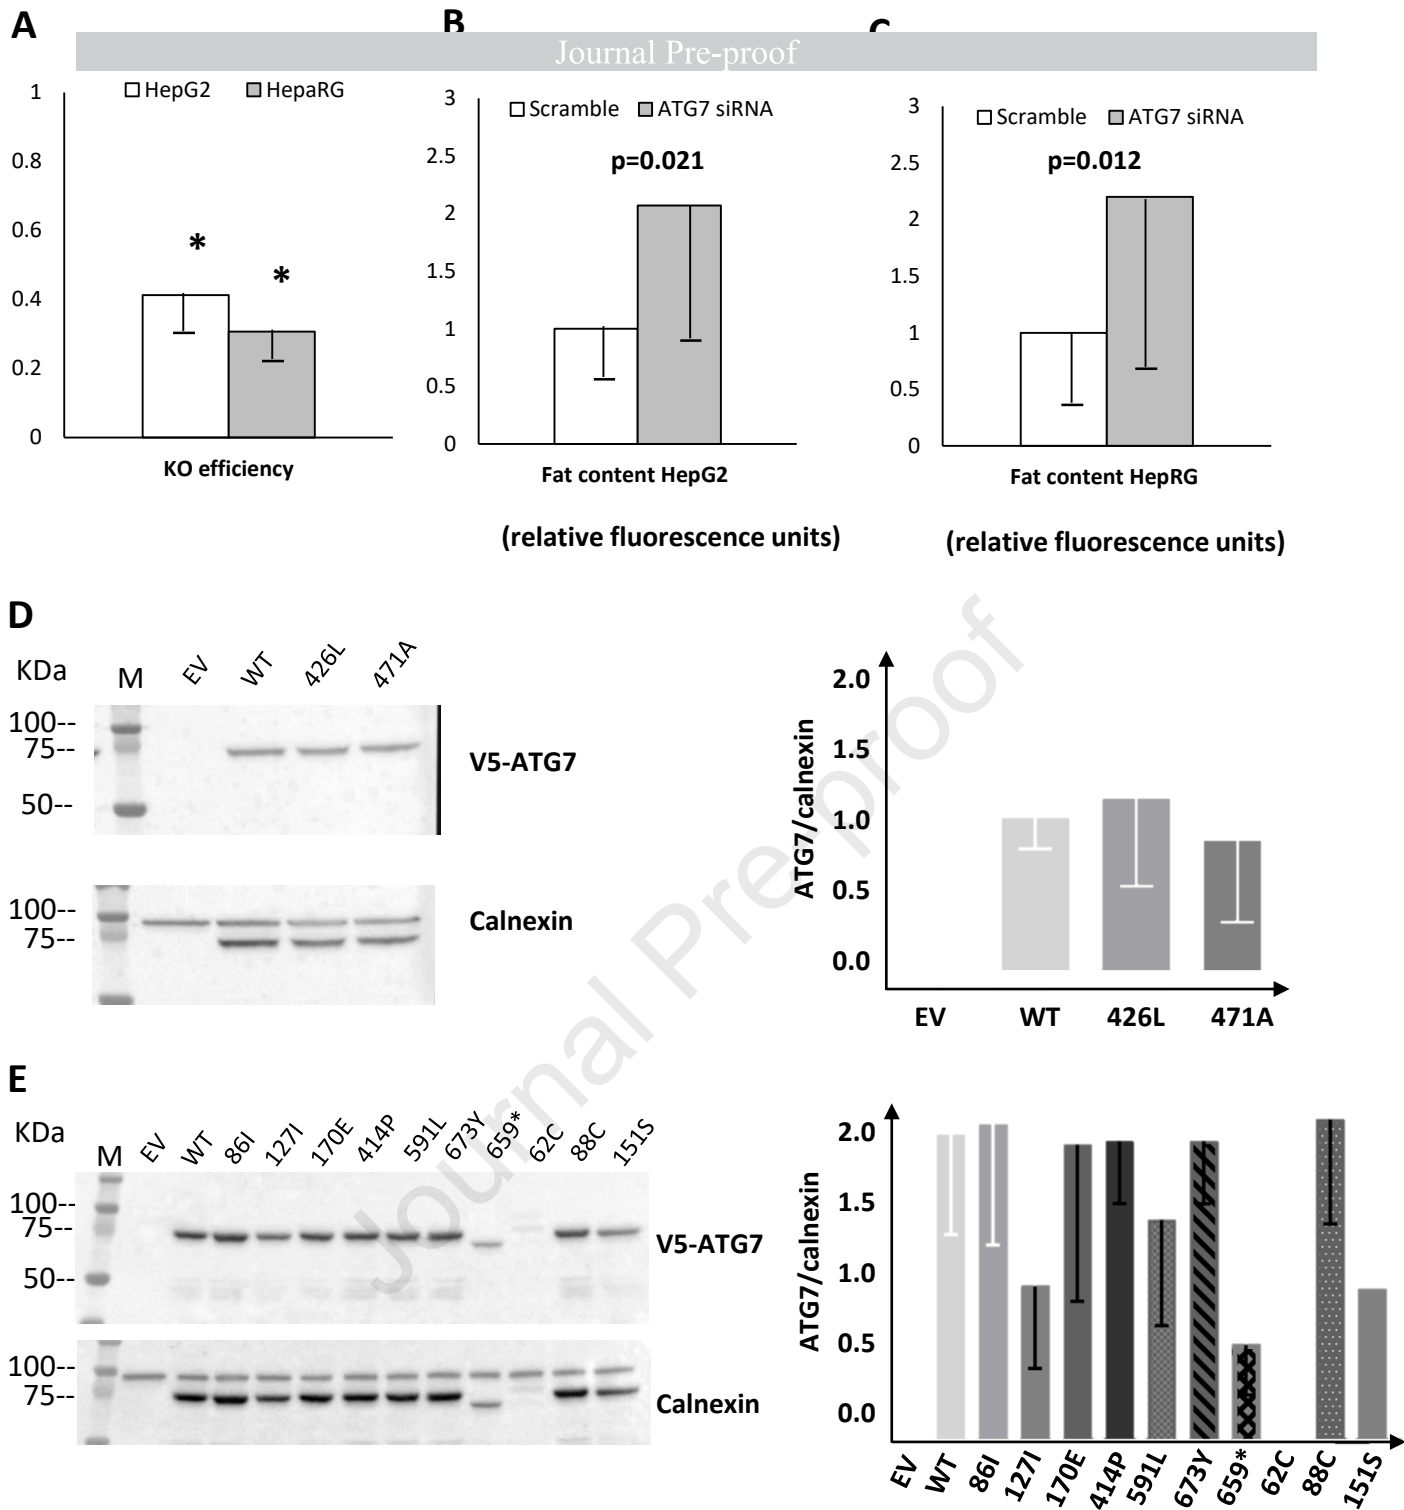 A
B
C
Journal Pre-proof
1
0.8
0.6
0.4
0.2
0
HepG2 HepaRG
*
*
KO efficiency
3
2.5
2
1.5
1
0.5
0
Scramble ATG7 siRNA
p=0.021
Fat content HepG2
(relative fluorescence units)
3
2.5
2
1.5
1
0.5
0
Scramble ATG7 siRNA
p=0.012
Fat content HepRG
(relative fluorescence units)
D
KDa M EV WT 426L 471A
100--
75--
50--
V5-ATG7
100--
75--
Calnexin
ATG7/calnexin
2.0
1.5
1.0
0.5
0.0
EV WT 426L 471A
Journal Pre-proof
E
KDa M EV WT 86I 127I 170E 414P 591L 673Y 659* 62C 88C 151S
100--
75--
50--
V5-ATG7
100--
75--
Calnexin
ATG7/calnexin
2.0
1.5
1.0
0.5
0.0
EV WT 86I 127I 170E 414P 591L 673Y 659* 62C 88C 151S